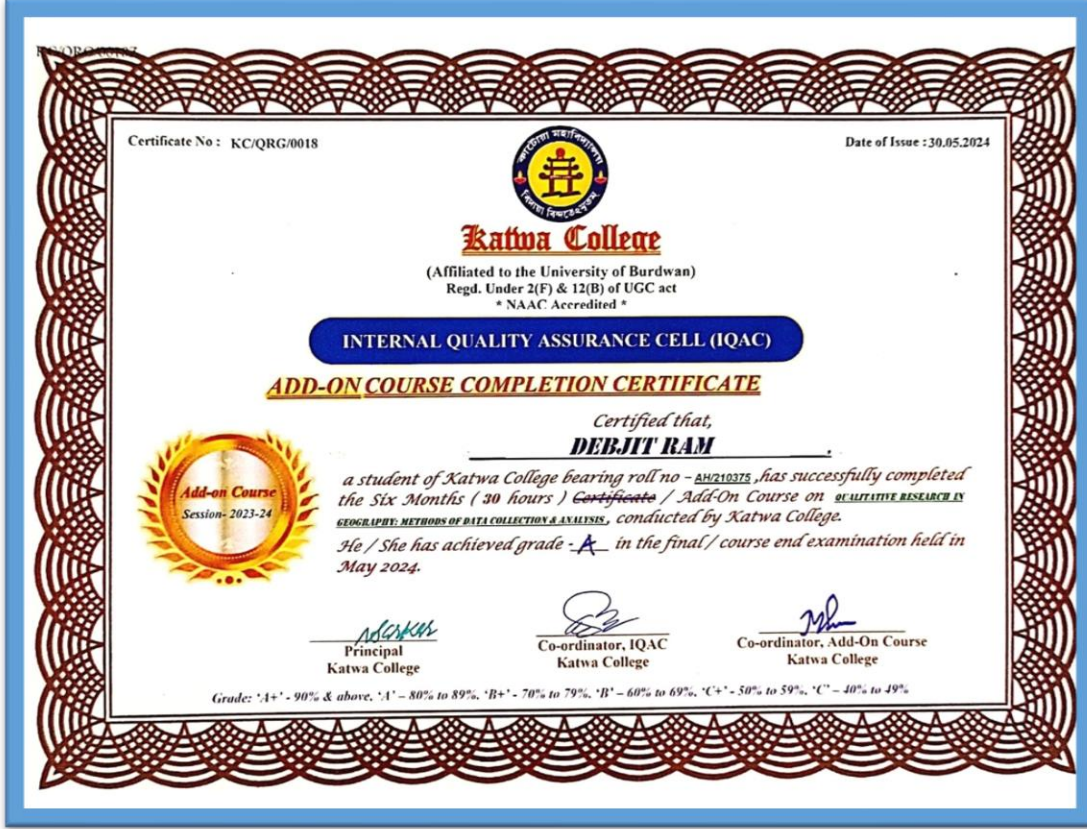 Certificate No : KC/QRG/0018
Date of Issue :30.05.2024
কাটোয়া মহাবিদ্যালয়
Katwa College
(Affiliated to the University of Burdwan)
Regd. Under 2(F) & 12(B) of UGC act
* NAAC Accredited *
INTERNAL QUALITY ASSURANCE CELL (IQAC)
ADD-ON COURSE COMPLETION CERTIFICATE
Certified that,
DEBJIT RAM
a student of Katwa College bearing roll no - AH/210375 ,has successfully completed
the Six Months ( 30 hours ) Certificate / Add-On Course on QUALITATIVE RESEARCH IN
GEOGRAPHY: METHODS OF DATA COLLECTION & ANALYSIS , conducted by Katwa College.
He / She has achieved grade - A in the final / course end examination held in
May 2024.
Add-on Course
Session- 2023-24
Principal
Katwa College
Co-ordinator, IQAC
Katwa College
Co-ordinator, Add-On Course
Katwa College
Grade: 'A+' - 90% & above, 'A' – 80% to 89%, 'B+' - 70% to 79%, 'B' – 60% to 69%, 'C+' - 50% to 59%, 'C' – 40% to 49%